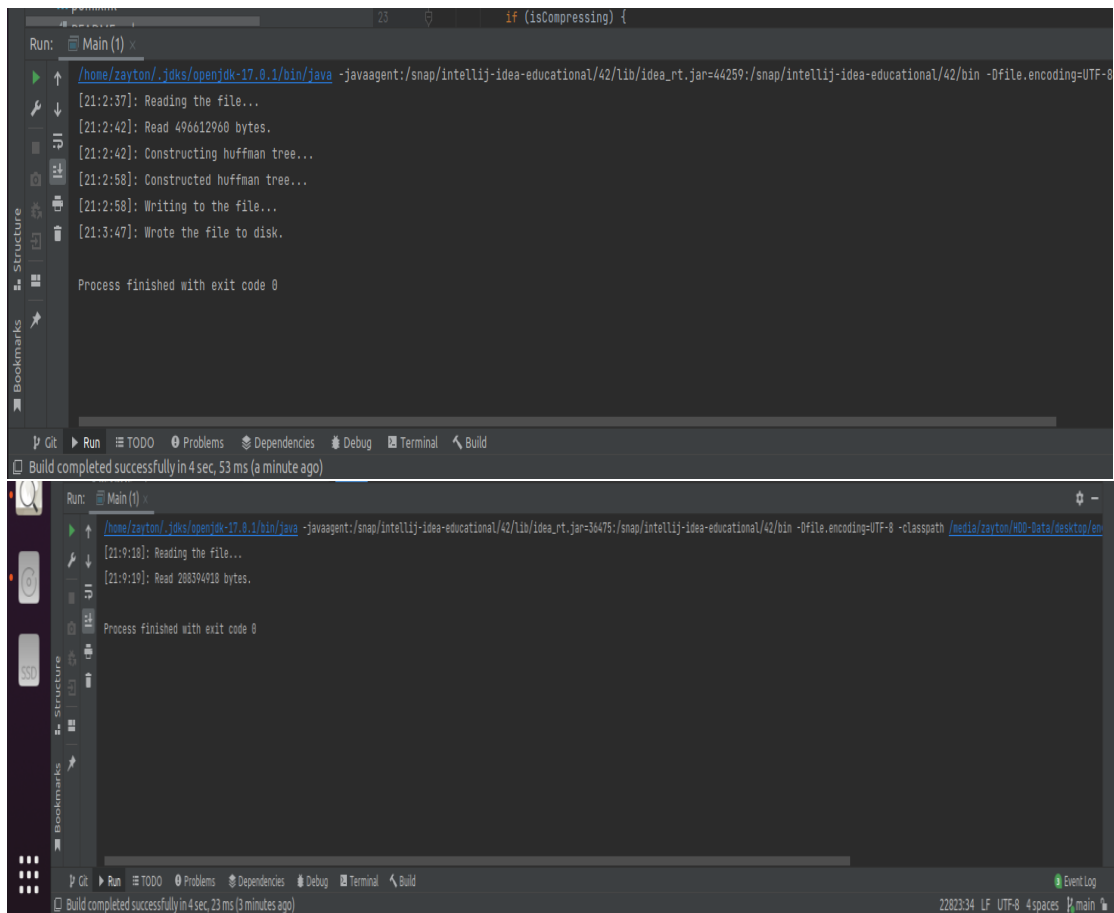 23 if (isCompressing) {
Run: Main (1) ×
/home/zayton/.jdks/openjdk-17.0.1/bin/java -javaagent:/snap/intellij-idea-educational/42/lib/idea_rt.jar=44259:/snap/intellij-idea-educational/42/bin -Dfile.encoding=UTF-8
[21:2:37]: Reading the file...
[21:2:42]: Read 496612960 bytes.
[21:2:42]: Constructing huffman tree...
[21:2:58]: Constructed huffman tree...
[21:2:58]: Writing to the file...
[21:3:47]: Wrote the file to disk.
Process finished with exit code 0
Structure
Bookmarks
Git Run TODO Problems Dependencies Debug Terminal Build
Build completed successfully in 4 sec, 53 ms (a minute ago)
Run: Main (1) ×
/home/zayton/.jdks/openjdk-17.0.1/bin/java -javaagent:/snap/intellij-idea-educational/42/lib/idea_rt.jar=36475:/snap/intellij-idea-educational/42/bin -Dfile.encoding=UTF-8 -classpath /media/zayton/HDD-Data/desktop/en
[21:9:18]: Reading the file...
[21:9:19]: Read 208394918 bytes.
Process finished with exit code 0
SSD
Structure
Bookmarks
Git Run TODO Problems Dependencies Debug Terminal Build
3 Event Log
Build completed successfully in 4 sec, 23 ms (3 minutes ago)
22823:34 LF UTF-8 4 spaces main